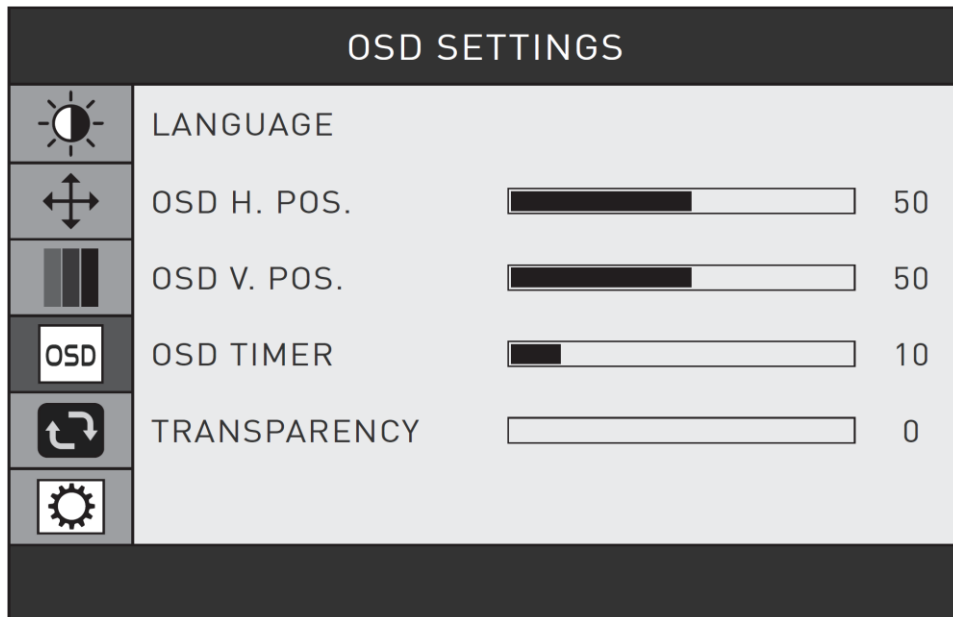 OSD SETTINGS
LANGUAGE
OSD H. POS. 50
OSD V. POS. 50
OSD OSD TIMER 10
TRANSPARENCY 0